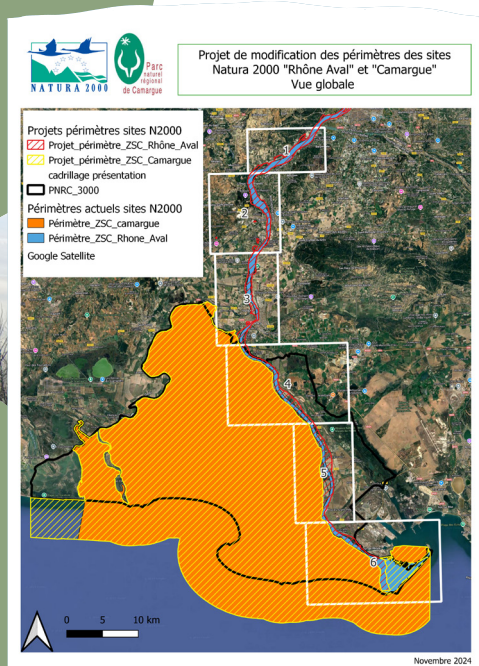 NATURA 2000
Parc
naturel
régional
de Camargue
Projet de modification des périmètres des sites
Natura 2000 "Rhône Aval" et "Camargue"
Vue globale
Projets périmètres sites N2000
Projet_périmètre_ZSC_Rhône_Aval
Projet_périmètre_ZSC_Camargue
cadrillage présentation
PNRC_3000
Périmètres actuels sites N2000
Périmètre_ZSC_camargue
Périmètre_ZSC_Rhone_Aval
Google Satellite
1
2
3
4
5
6
0 5 10 km
Novembre 2024